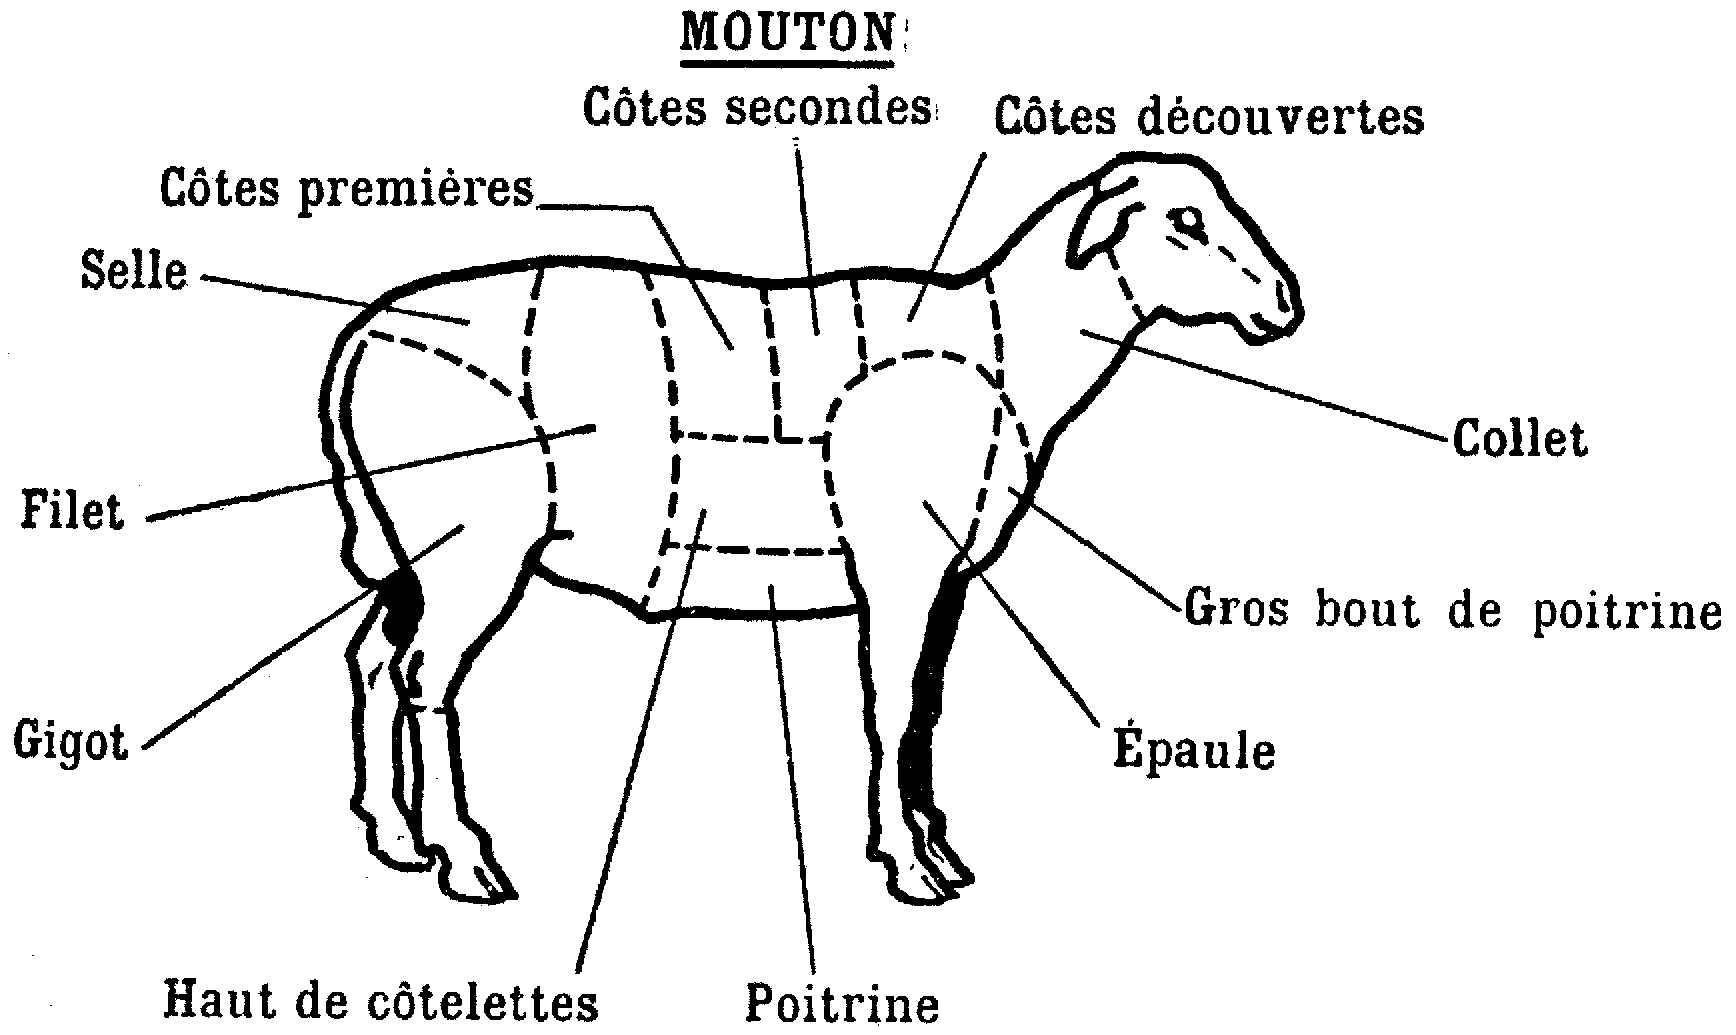 MOUTON
Côtes secondes
Côtes découvertes
Côtes premières
Selle
Collet
Filet
Gros bout de poitrine
Gigot
Épaule
Haut de côtelettes
Poitrine